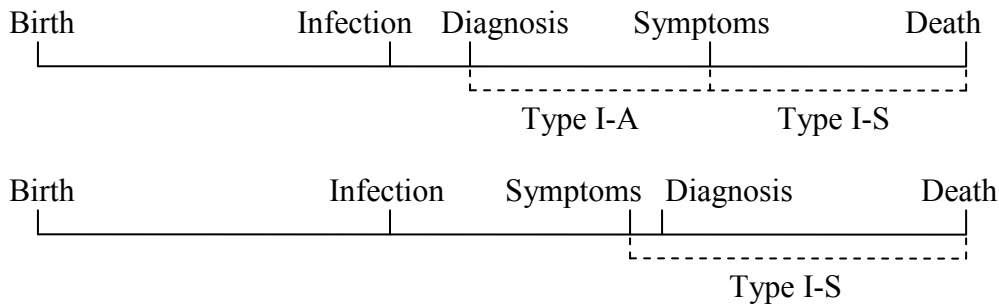 Birth Infection Diagnosis Symptoms Death
Type I-A Type I-S
Birth Infection Symptoms Diagnosis Death
Type I-S